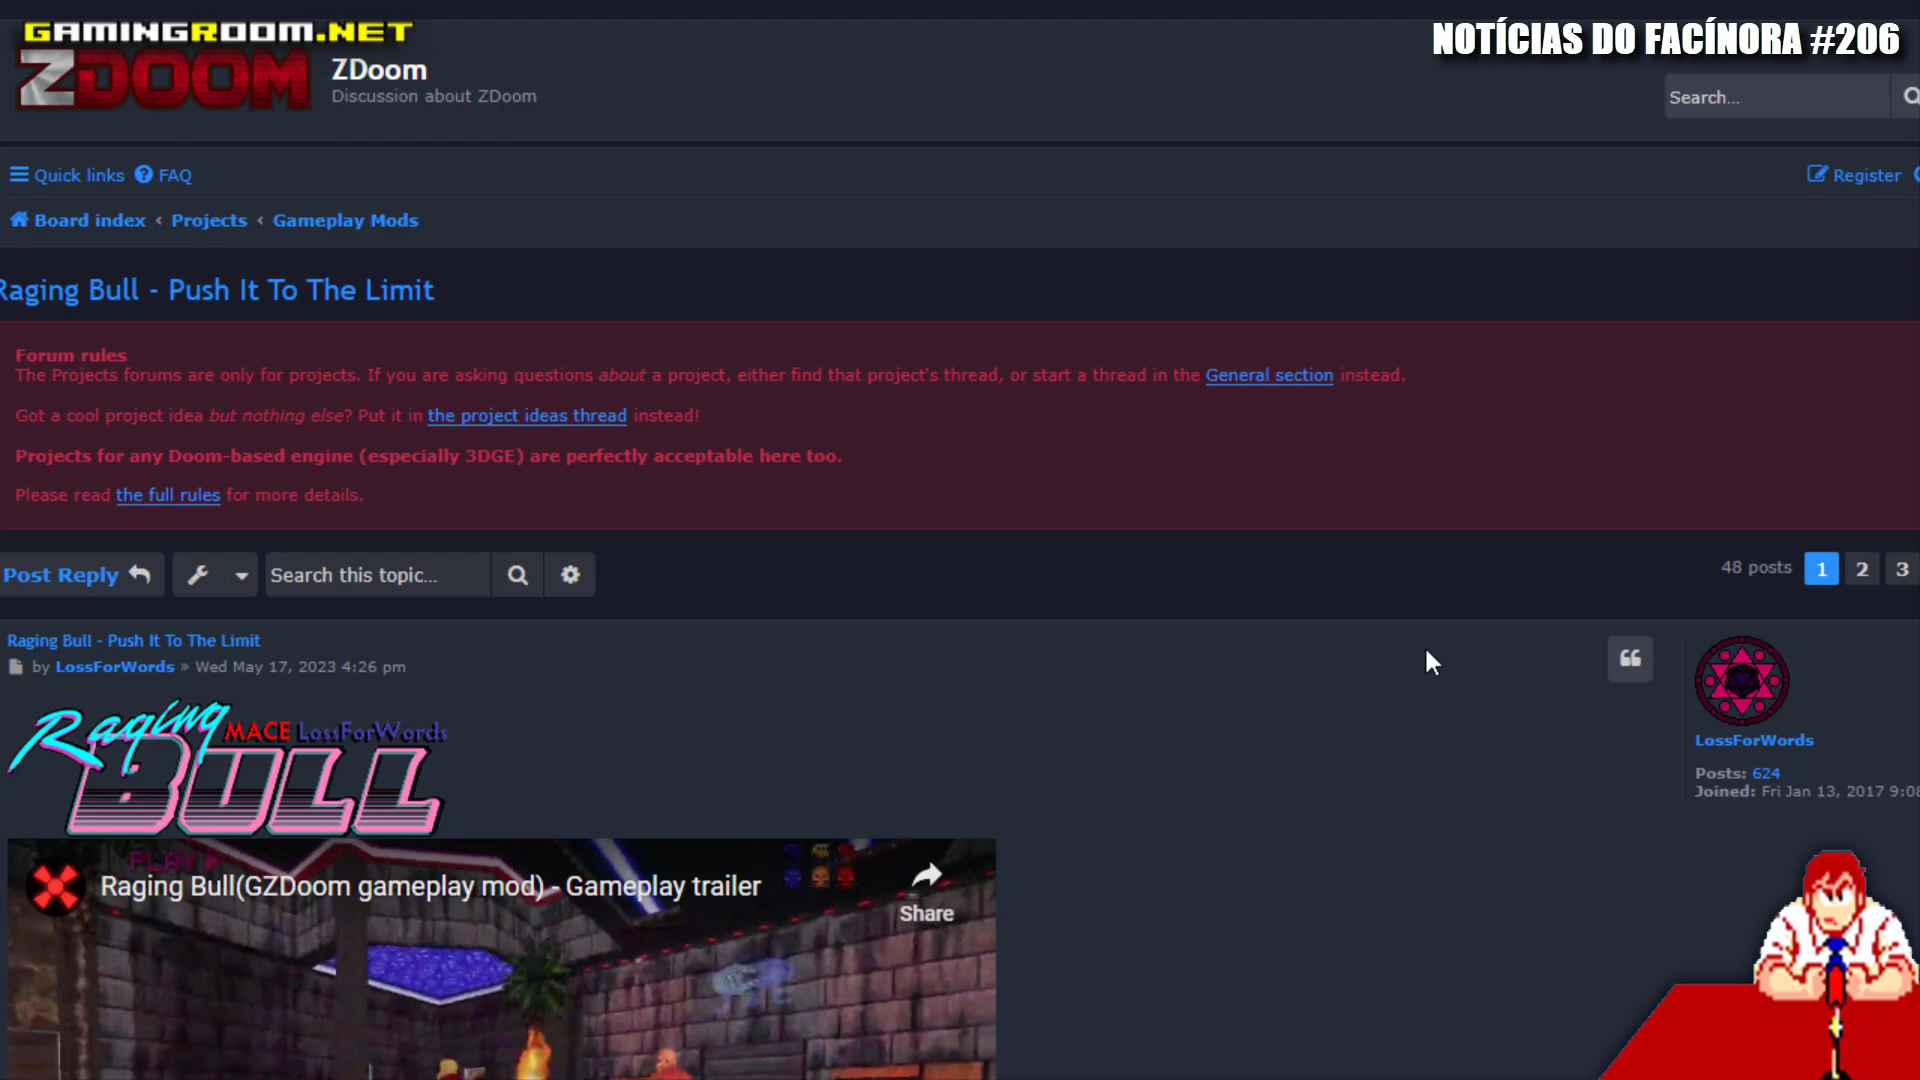 GAMINGROOM.NET
NOTÍCIAS DO FACÍNORA #206
ZDOOM
ZDoom
Discussion about ZDoom
Search...
Quick links FAQ
Register
Board index ‹ Projects ‹ Gameplay Mods
Raging Bull - Push It To The Limit
Forum rules
The Projects forums are only for projects. If you are asking questions about a project, either find that project's thread, or start a thread in the General section instead.
Got a cool project idea but nothing else? Put it in the project ideas thread instead!
Projects for any Doom-based engine (especially 3DGE) are perfectly acceptable here too.
Please read the full rules for more details.
Post Reply
Search this topic...
48 posts 1 2 3
Raging Bull - Push It To The Limit
by LossForWords » Wed May 17, 2023 4:26 pm
Raging MACE LossForWords
BULL
LossForWords
Posts: 624
Joined: Fri Jan 13, 2017 9:08
PLAY
Raging Bull(GZDoom gameplay mod) - Gameplay trailer
Share